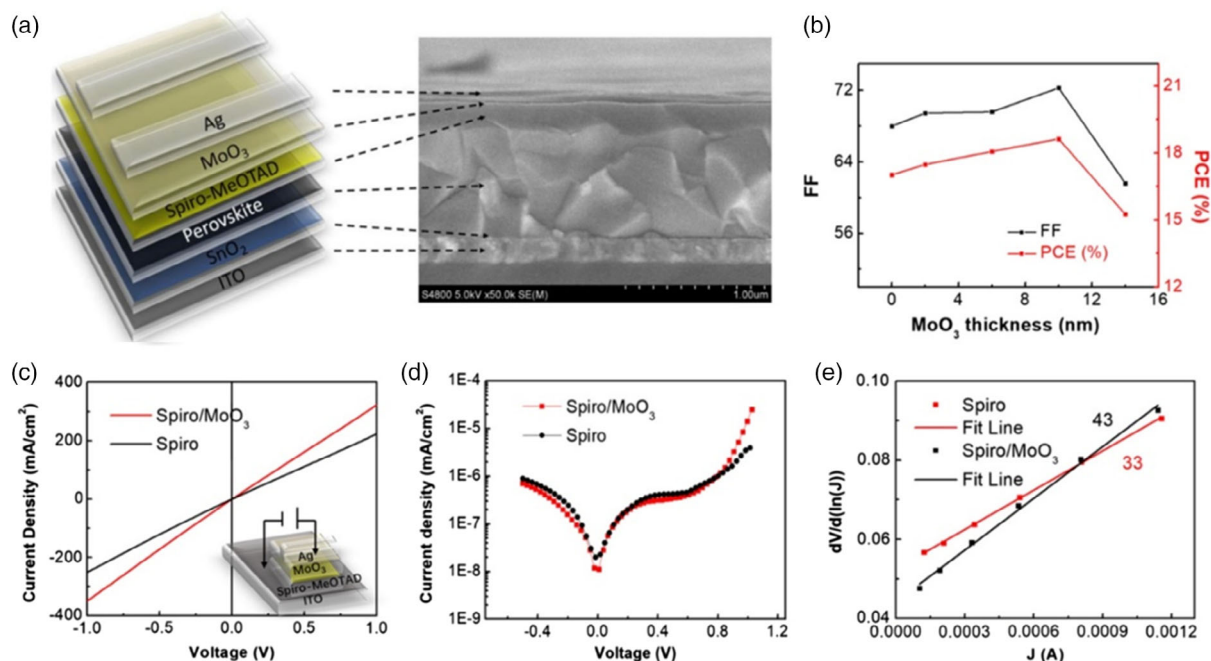 (a)
Ag
MoO3
Spiro-MeOTAD
Perovskite
SnO2
ITO
S4800 5.0kV x50.0k SE(M)
1.00um
(b)
72
64
56
FF
21
18
15
12
PCE (%)
FF
PCE (%)
0 4 8 12 16
MoO3 thickness (nm)
(c)
400
200
0
-200
-400
Current Density (mA/cm2)
Spiro/MoO3
Spiro
Ag
MoO3
Spiro-MeOTAD
ITO
-1.0 -0.5 0.0 0.5 1.0
Voltage (V)
(d)
1E-4
1E-5
1E-6
1E-7
1E-8
1E-9
Current density (mA/cm2)
Spiro/MoO3
Spiro
-0.4 0.0 0.4 0.8 1.2
Voltage (V)
(e)
0.10
0.08
0.06
0.04
dV/d(ln(J))
Spiro
Fit Line
Spiro/MoO3
Fit Line
43
33
0.0000 0.0003 0.0006 0.0009 0.0012
J (A)